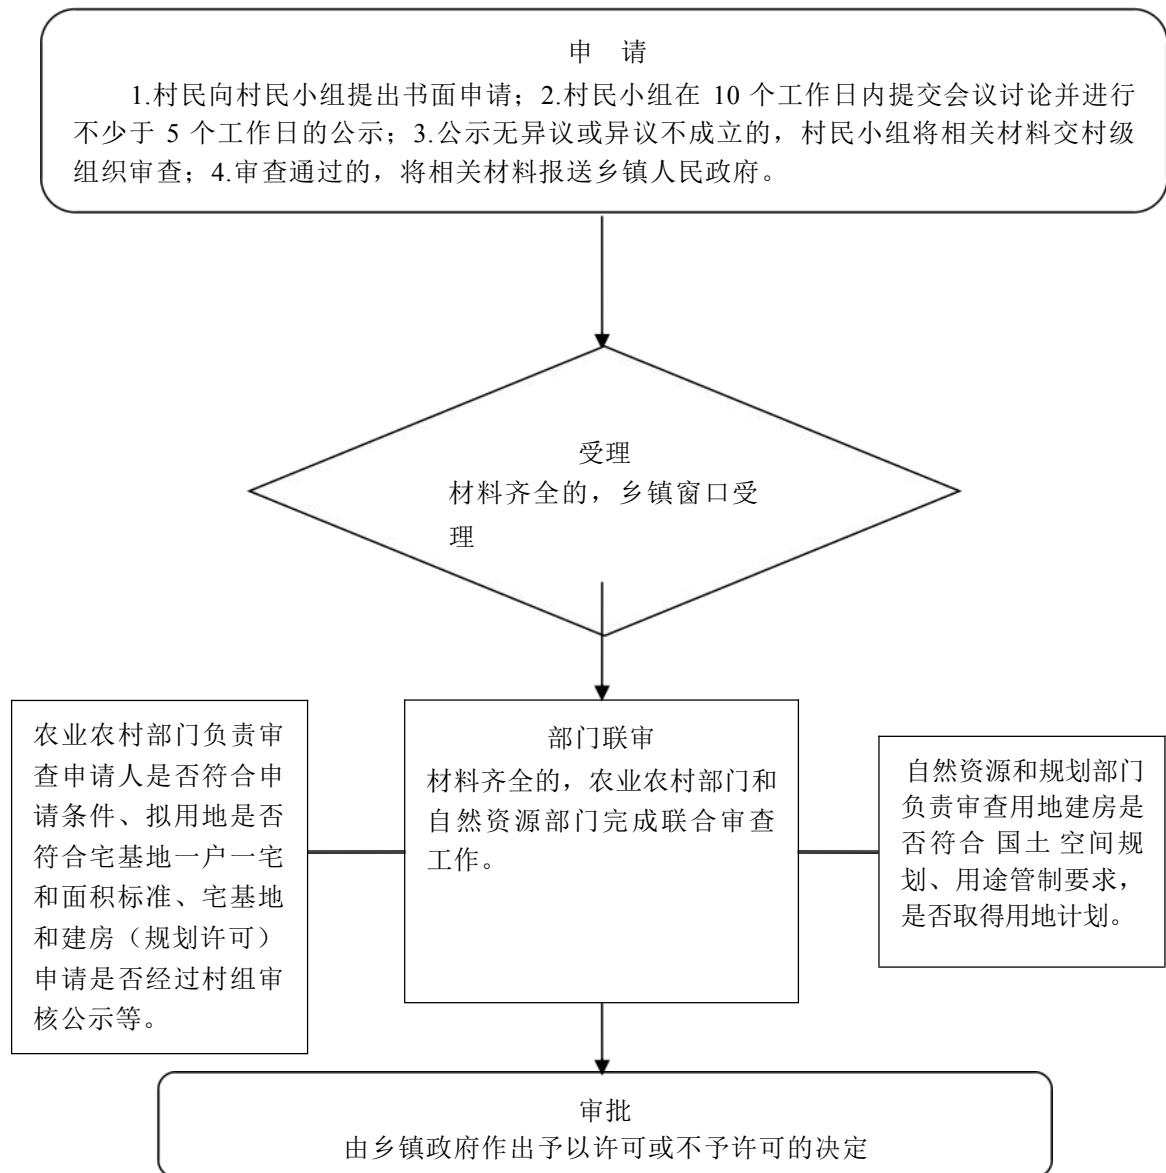 申 请
1.村民向村民小组提出书面申请；2.村民小组在 10 个工作日内提交会议讨论并进行
不少于 5 个工作日的公示；3.公示无异议或异议不成立的，村民小组将相关材料交村级
组织审查；4.审查通过的，将相关材料报送乡镇人民政府。
受理
材料齐全的，乡镇窗口受
理
农业农村部门负责审
查申请人是否符合申
请条件、拟用地是否
符合宅基地一户一宅
和面积标准、宅基地
和建房（规划许可）
申请是否经过村组审
核公示等。
部门联审
材料齐全的，农业农村部门和
自然资源部门完成联合审查
工作。
自然资源和规划部门
负责审查用地建房是
否符合 国土 空间规
划、用途管制要求，
是否取得用地计划。
审批
由乡镇政府作出予以许可或不予许可的决定